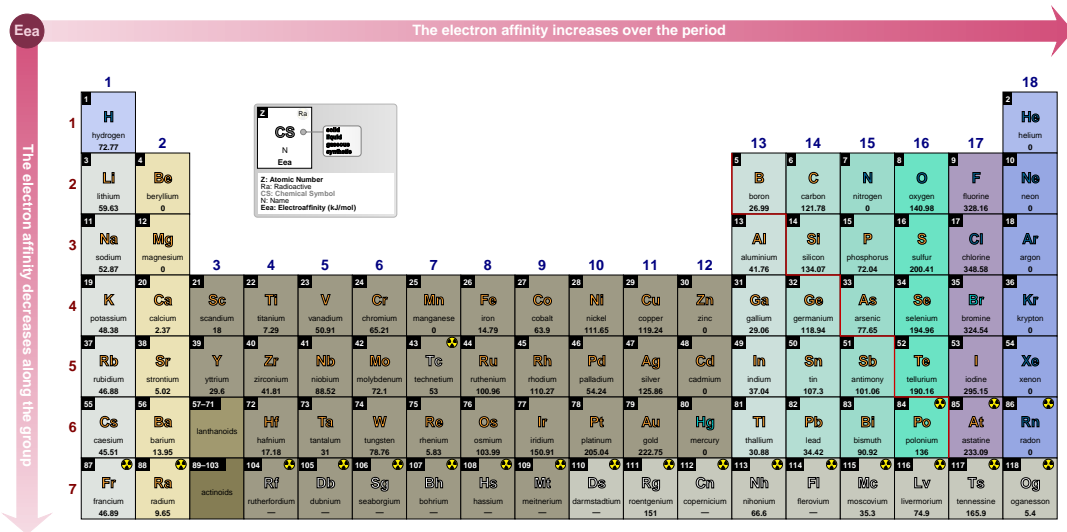 Eea
The electron affinity increases over the period
The electron affinity decreases along the group
1 18
1 2
H He
hydrogen helium
72.77 0
Z Ra
CS
N
Eea
solid
liquid
gaseous
synthetic
Z: Atomic Number
Ra: Radioactive
CS: Chemical Symbol
N: Name
Eea: Electroaffinity (kJ/mol)
2 13 14 15 16 17
3 4 5 6 7 8 9 10
Li Be B C N O F Ne
lithium beryllium boron carbon nitrogen oxygen fluorine neon
59.63 0 26.99 121.78 0 140.98 328.16 0
11 12 13 14 15 16 17 18
Na Mg Al Si P S Cl Ar
sodium magnesium aluminium silicon phosphorus sulfur chlorine argon
52.87 0 41.76 134.07 72.04 200.41 348.58 0
3 4 5 6 7 8 9 10 11 12
19 20 21 22 23 24 25 26 27 28 29 30 31 32 33 34 35 36
K Ca Sc Ti V Cr Mn Fe Co Ni Cu Zn Ga Ge As Se Br Kr
potassium calcium scandium titanium vanadium chromium manganese iron cobalt nickel copper zinc gallium germanium arsenic selenium bromine krypton
48.38 2.37 18 7.29 50.91 65.21 0 14.79 63.9 111.65 119.24 0 29.06 118.94 77.65 194.96 324.54 0
37 38 39 40 41 42 43 44 45 46 47 48 49 50 51 52 53 54
Rb Sr Y Zr Nb Mo Tc Ru Rh Pd Ag Cd In Sn Sb Te I Xe
rubidium strontium yttrium zirconium niobium molybdenum technetium ruthenium rhodium palladium silver cadmium indium tin antimony tellurium iodine xenon
46.88 5.02 29.6 41.81 88.52 72.1 53 100.96 110.27 54.24 125.86 0 37.04 107.3 101.06 190.16 295.15 0
55 56 57–71 72 73 74 75 76 77 78 79 80 81 82 83 84 85 86
Cs Ba lanthanoids Hf Ta W Re Os Ir Pt Au Hg Tl Pb Bi Po At Rn
caesium barium hafnium tantalum tungsten rhenium osmium iridium platinum gold mercury thallium lead bismuth polonium astatine radon
45.51 13.95 17.18 31 78.76 5.83 103.99 150.91 205.04 222.75 0 30.88 34.42 90.92 136 233.09 0
87 88 89–103 104 105 106 107 108 109 110 111 112 113 114 115 116 117 118
Fr Ra actinoids Rf Db Sg Bh Hs Mt Ds Rg Cn Nh Fl Mc Lv Ts Og
francium radium rutherfordium dubnium seaborgium bohrium hassium meitnerium darmstadtium roentgenium copernicium nihonium flerovium moscovium livermorium tennessine oganesson
46.89 9.65 — — — — — — — 151 — 66.6 — 35.3 74.9 165.9 5.4
1
2
3
4
5
6
7